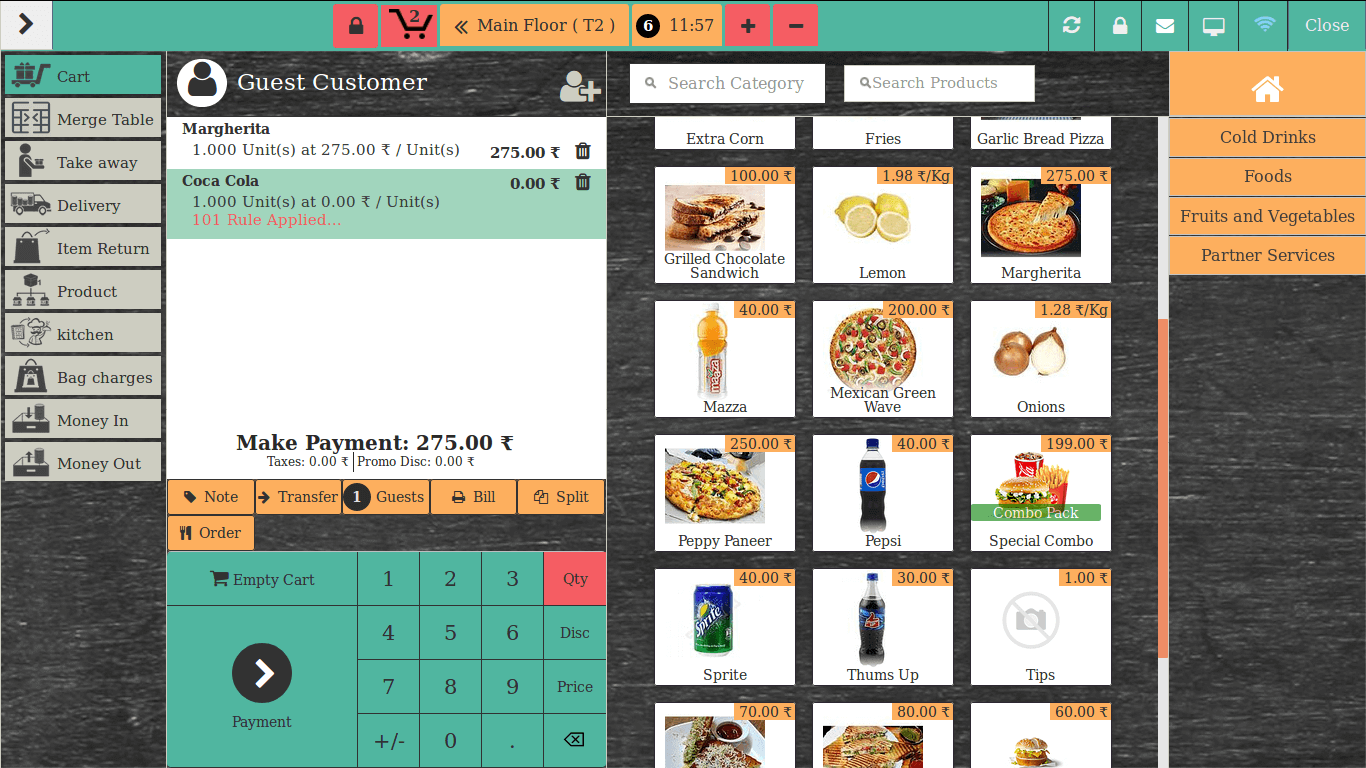 2
Main Floor ( T2 )
6 11:57
Close
Cart
Merge Table
Take away
Delivery
Item Return
Product
kitchen
Bag charges
Money In
Money Out
Guest Customer
Margherita
1.000 Unit(s) at 275.00 ₹ / Unit(s) 275.00 ₹
Coca Cola 0.00 ₹
1.000 Unit(s) at 0.00 ₹ / Unit(s)
101 Rule Applied...
Make Payment: 275.00 ₹
Taxes: 0.00 ₹ Promo Disc: 0.00 ₹
Note Transfer 1 Guests Bill Split
Order
Empty Cart 1 2 3 Qty
4 5 6 Disc
7 8 9 Price
Payment
+/- 0 .
Search Category
Search Products
Extra Corn
Fries
Garlic Bread Pizza
100.00 ₹
Grilled Chocolate
Sandwich
1.98 ₹/Kg
Lemon
275.00 ₹
Margherita
40.00 ₹
maaza
Mazza
200.00 ₹
Mexican Green
Wave
1.28 ₹/Kg
Onions
250.00 ₹
Peppy Paneer
40.00 ₹
Pepsi
199.00 ₹
Combo Pack
Special Combo
40.00 ₹
Sprite
Sprite
30.00 ₹
Thums Up
1.00 ₹
Tips
70.00 ₹
80.00 ₹
60.00 ₹
Cold Drinks
Foods
Fruits and Vegetables
Partner Services